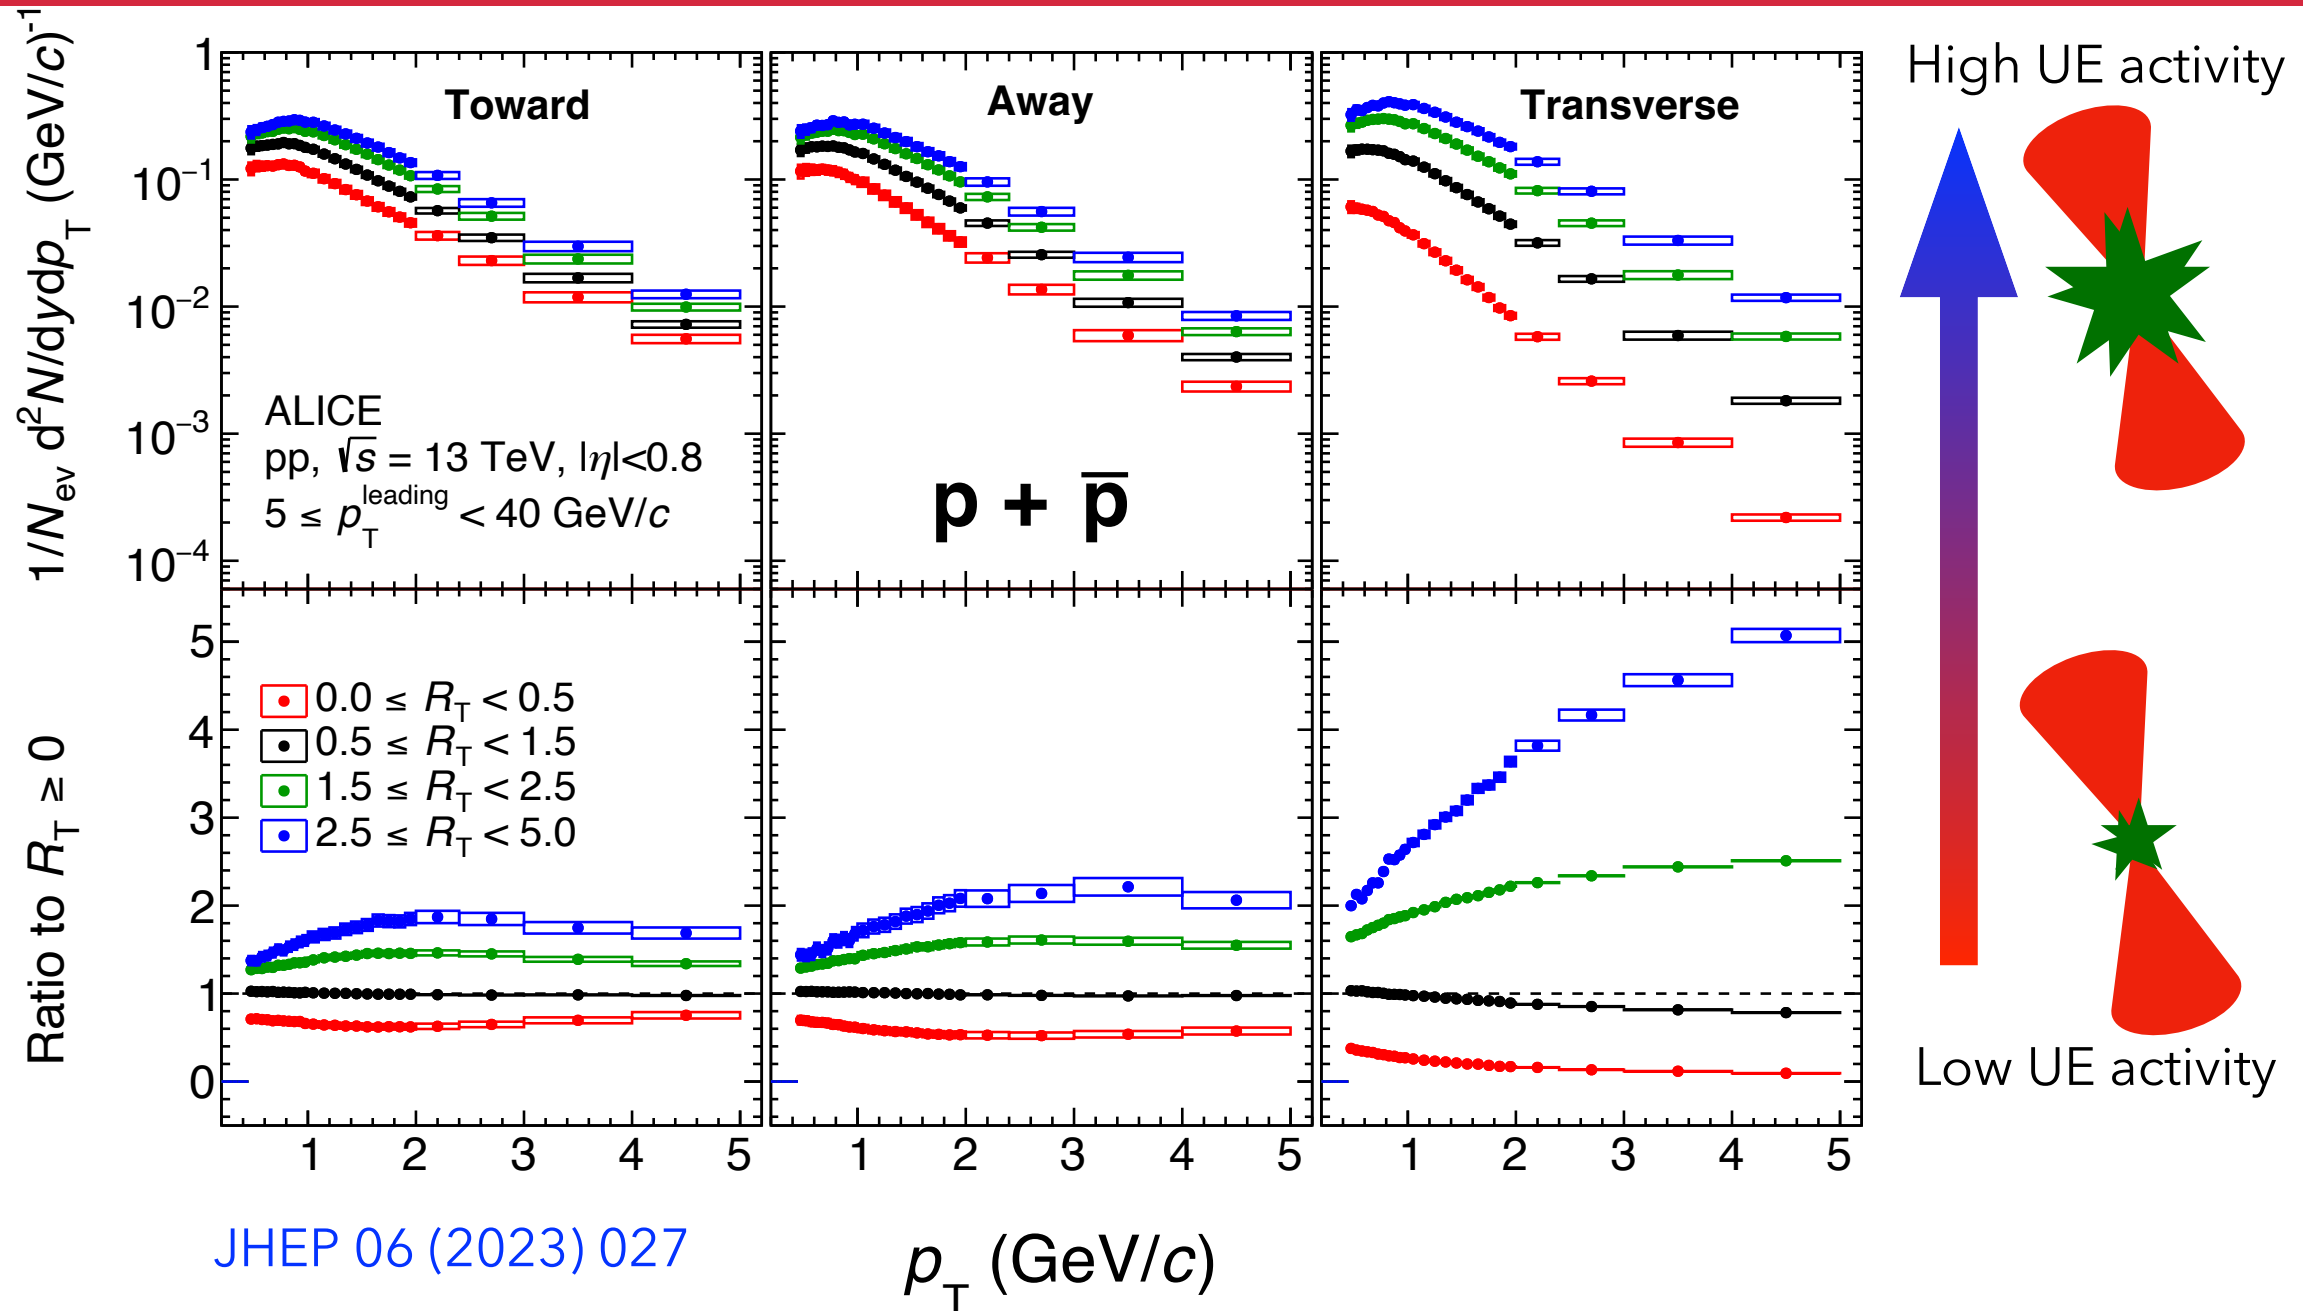 1/N_ev d²N/dydp_T (GeV/c)⁻¹
1
10⁻¹
10⁻²
10⁻³
10⁻⁴
Toward
Away
Transverse
ALICE
pp, √s = 13 TeV, |η|<0.8
5 ≤ p_T^leading < 40 GeV/c
p + p̅
High UE activity
Low UE activity
Ratio to R_T ≥ 0
5
4
3
2
1
0
0.0 ≤ R_T < 0.5
0.5 ≤ R_T < 1.5
1.5 ≤ R_T < 2.5
2.5 ≤ R_T < 5.0
1 2 3 4 5 1 2 3 4 5 1 2 3 4 5
JHEP 06 (2023) 027
p_T (GeV/c)